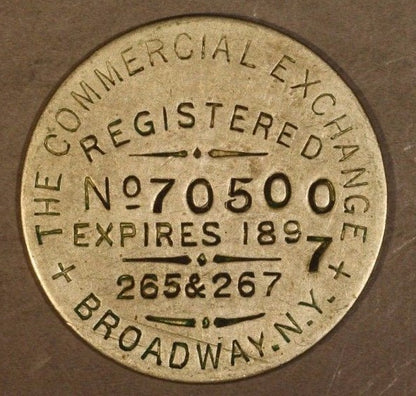 THE COMMERCIAL EXCHANGE
REGISTERED
No 70500
EXPIRES 1897
265 & 267
+ BROADWAY. N.Y. +